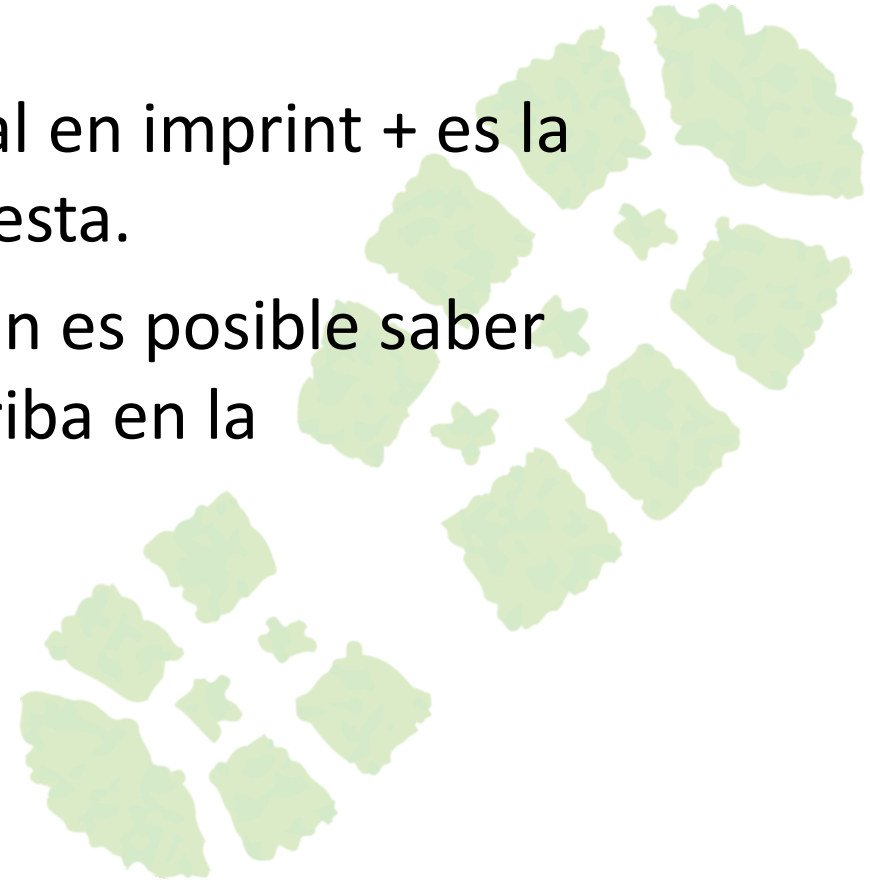 al en imprint + es la
esta.
n es posible saber
riba en la